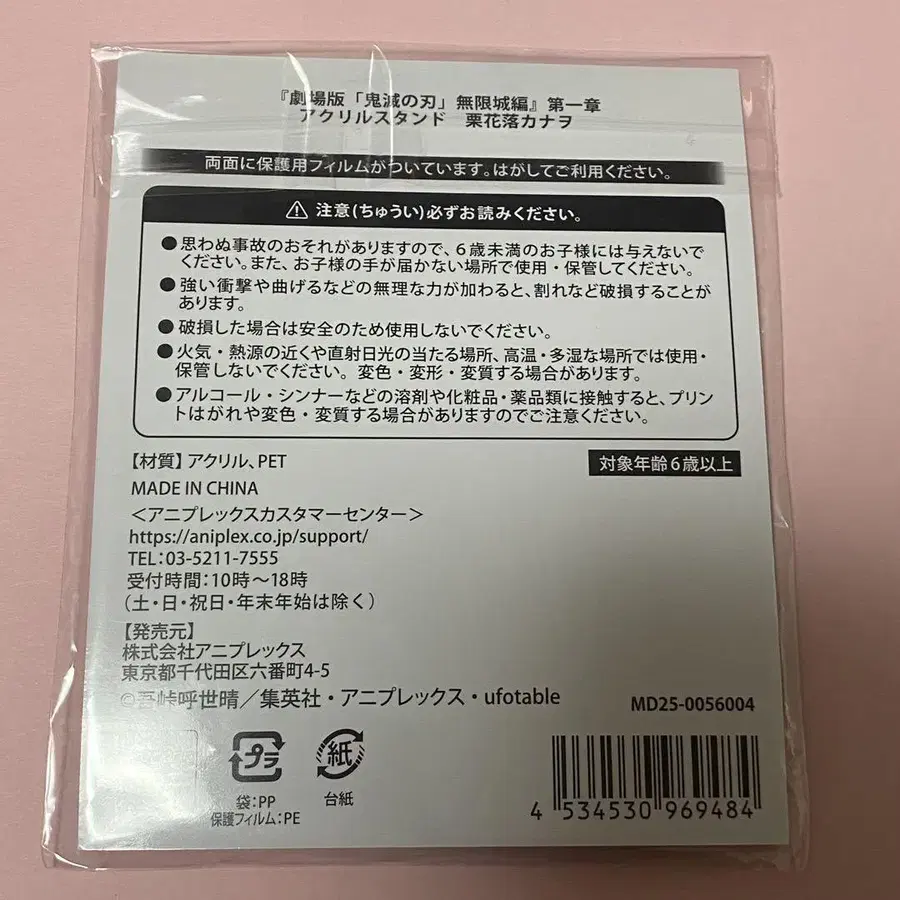 『劇場版「鬼滅の刃」無限城編』第一章
アクリルスタンド　栗花落カナヲ
両面に保護用フィルムがついています。はがしてご利用ください。
注意(ちゅうい)必ずお読みください。
●思わぬ事故のおそれがありますので、6歳未満のお子様には与えないで
ください。また、お子様の手が届かない場所で使用・保管してください。
●強い衝撃や曲げるなどの無理な力が加わると、割れなど破損することが
あります。
●破損した場合は安全のため使用しないでください。
●火気・熱源の近くや直射日光の当たる場所、高温・多湿な場所では使用・
保管しないでください。変色・変形・変質する場合があります。
●アルコール・シンナーなどの溶剤や化粧品・薬品類に接触すると、プリン
トはがれや変色・変質する場合がありますのでご注意ください。
【材質】アクリル、PET
対象年齢6歳以上
MADE IN CHINA
＜アニプレックスカスタマーセンター＞
https://aniplex.co.jp/support/
TEL:03-5211-7555
受付時間：10時～18時
（土・日・祝日・年末年始は除く）
【発売元】
株式会社アニプレックス
東京都千代田区六番町4-5
©吾峠呼世晴／集英社・アニプレックス・ufotable
MD25-0056004
プラ
紙
袋：PP
保護フィルム：PE
台紙
4 534530 969484